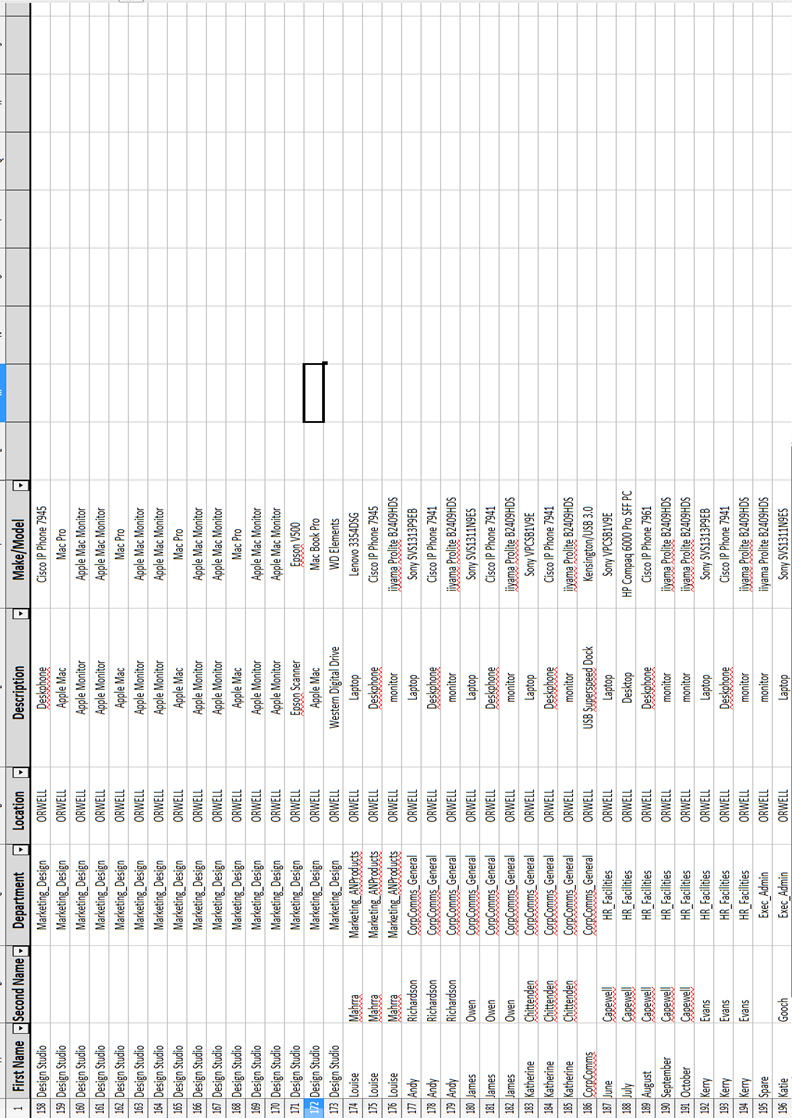 1 First Name Second Name Department Location Description Make/Model
158 Design Studio Marketing_Design ORWELL Deskphone Cisco IP Phone 7945
159 Design Studio Marketing_Design ORWELL Apple Mac Mac Pro
160 Design Studio Marketing_Design ORWELL Apple Monitor Apple Mac Monitor
161 Design Studio Marketing_Design ORWELL Apple Monitor Apple Mac Monitor
162 Design Studio Marketing_Design ORWELL Apple Mac Mac Pro
163 Design Studio Marketing_Design ORWELL Apple Monitor Apple Mac Monitor
164 Design Studio Marketing_Design ORWELL Apple Monitor Apple Mac Monitor
165 Design Studio Marketing_Design ORWELL Apple Mac Mac Pro
166 Design Studio Marketing_Design ORWELL Apple Monitor Apple Mac Monitor
167 Design Studio Marketing_Design ORWELL Apple Monitor Apple Mac Monitor
168 Design Studio Marketing_Design ORWELL Apple Mac Mac Pro
169 Design Studio Marketing_Design ORWELL Apple Monitor Apple Mac Monitor
170 Design Studio Marketing_Design ORWELL Apple Monitor Apple Mac Monitor
171 Design Studio Marketing_Design ORWELL Epson Scanner Epson V500
172 Design Studio Marketing_Design ORWELL Apple Mac Mac Book Pro
173 Design Studio Marketing_Design ORWELL Western Digital Drive WD Elements
174 Louise Mahrra Marketing_ANProducts ORWELL Laptop Lenovo 3354DSG
175 Louise Mahrra Marketing_ANProducts ORWELL Deskphone Cisco IP Phone 7945
176 Louise Mahrra Marketing_ANProducts ORWELL monitor iiyama Prolite B2409HDS
177 Andy Richardson CorpComms_General ORWELL Laptop Sony SVS1313P9EB
178 Andy Richardson CorpComms_General ORWELL Deskphone Cisco IP Phone 7941
179 Andy Richardson CorpComms_General ORWELL monitor iiyama Prolite B2409HDS
180 James Owen CorpComms_General ORWELL Laptop Sony SVS1311N9ES
181 James Owen CorpComms_General ORWELL Deskphone Cisco IP Phone 7941
182 James Owen CorpComms_General ORWELL monitor iiyama Prolite B2409HDS
183 Katherine Chittenden CorpComms_General ORWELL Laptop Sony VPCSB1V9E
184 Katherine Chittenden CorpComms_General ORWELL Deskphone Cisco IP Phone 7941
185 Katherine Chittenden CorpComms_General ORWELL monitor iiyama Prolite B2409HDS
186 CorpComms CorpComms_General ORWELL USB Superspeed Dock Kensington/USB 3.0
187 June Capewell HR_Facilities ORWELL Laptop Sony VPCSB1V9E
188 July Capewell HR_Facilities ORWELL Desktop HP Compaq 6000 Pro SFF PC
189 August Capewell HR_Facilities ORWELL Deskphone Cisco IP Phone 7961
190 September Capewell HR_Facilities ORWELL monitor iiyama Prolite B2409HDS
191 October Capewell HR_Facilities ORWELL monitor iiyama Prolite B2409HDS
Kerry Evans HR_Facilities ORWELL Laptop Sony SVS1313P9EB
193 Kerry Evans HR_Facilities ORWELL Deskphone Cisco IP Phone 7941
194 Kerry Evans HR_Facilities ORWELL monitor iiyama Prolite B2409HDS
195 Spare Exec_Admin ORWELL monitor iiyama Prolite B2409HDS
196 Katie Gooch Exec_Admin ORWELL Laptop Sony SVS1311N9ES